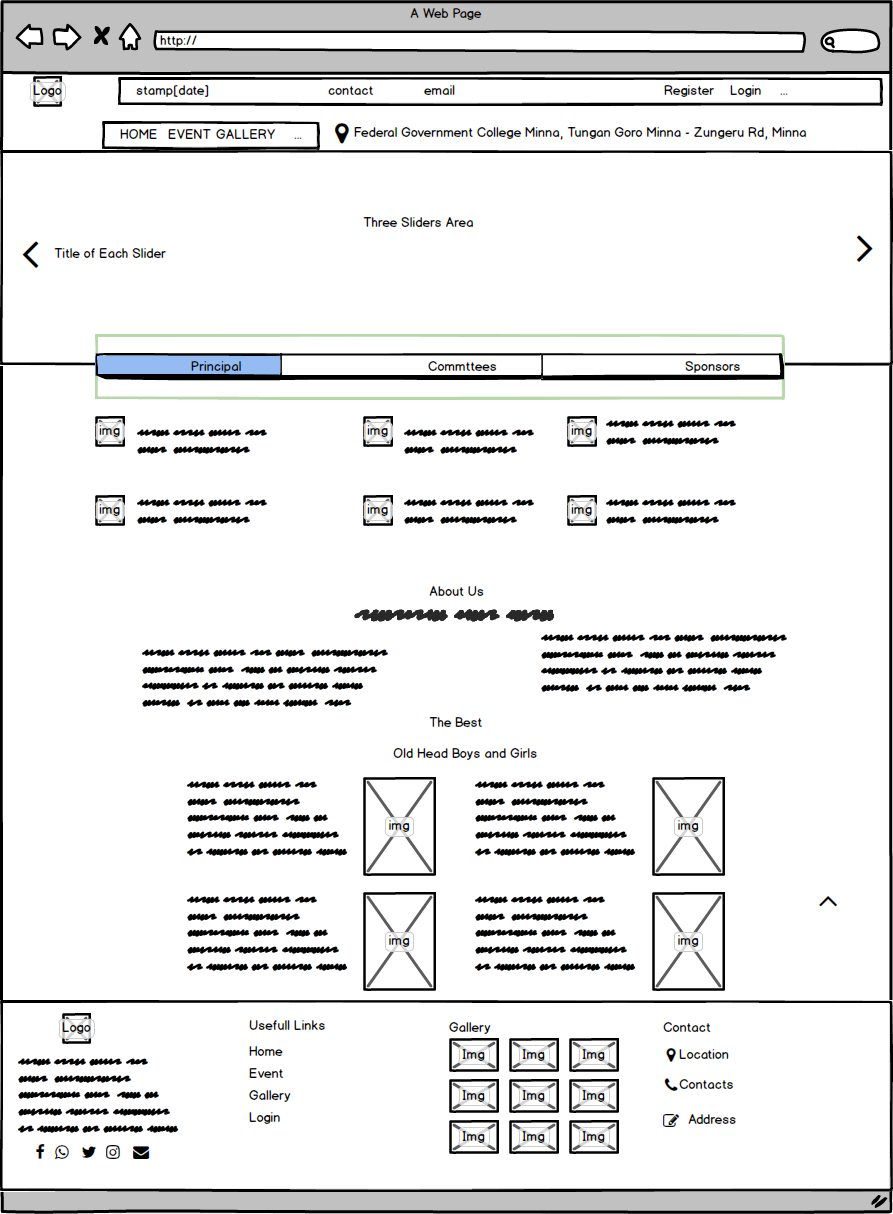 A Web Page
http://
Logo
stamp[date] contact email Register Login ...
HOME EVENT GALLERY ...
Federal Government College Minna, Tungan Goro Minna - Zungeru Rd, Minna
Three Sliders Area
Title of Each Slider
Principal Commttees Sponsors
img img img
img img img
About Us
The Best
Old Head Boys and Girls
img img
img img
Logo
Usefull Links
Home
Event
Gallery
Login
Gallery
Img Img Img
Img Img Img
Img Img Img
Contact
Location
Contacts
Address